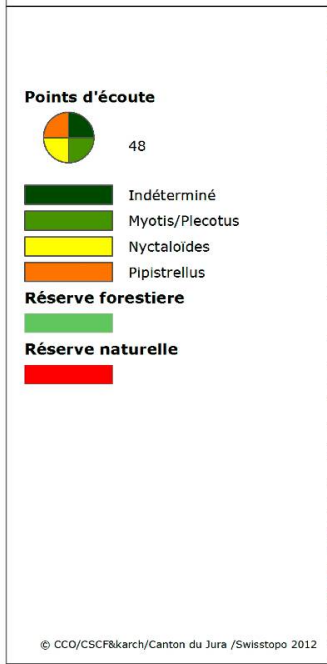 Points d'écoute
48
Indéterminé
Myotis/Plecotus
Nyctaloïdes
Pipistrellus
Réserve forestiere
Réserve naturelle
© CCO/CSCF&karch/Canton du Jura /Swisstopo 2012